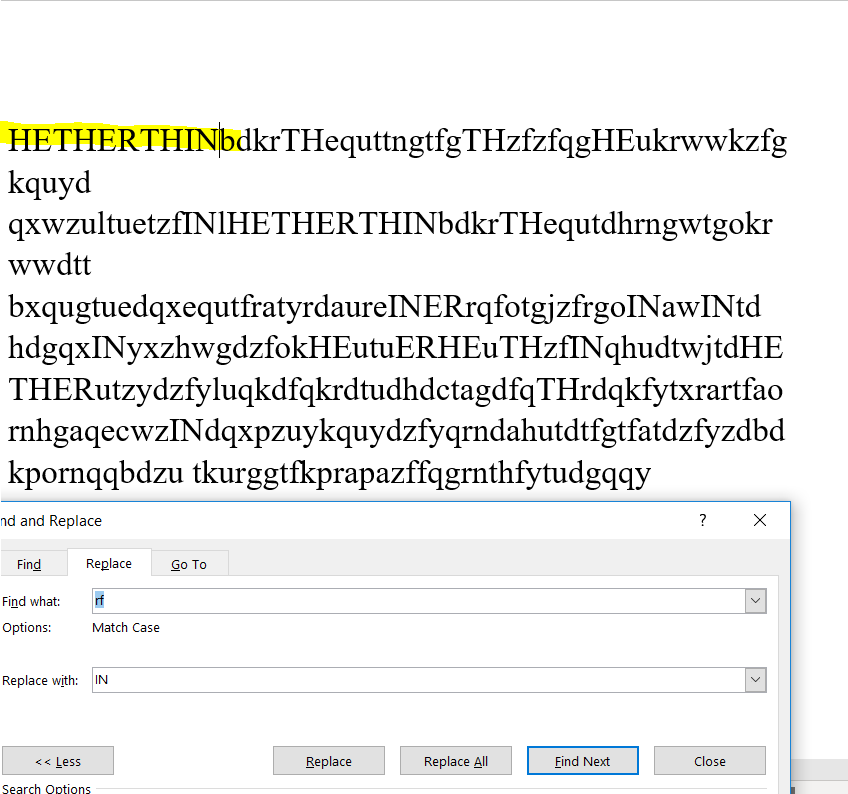 HETHERTHINbdkrTHequttngtfgTHzfzfqgHEukrwwkzfg
kquyd
qxwzultuetzfINlHETHERTHINbdkrTHequtdhrngwtgokr
wwdtt
bxqugtuedqxequtfratyrdaureINERrqfotgjzfrgoINawINtd
hdgqxINyxzhwgdzfokHEutuERHEuTHzfINqhudtwjtdHE
THERutzydzfyluqkdfqkrdtudhdctagdfqTHrdqkfytxrartfao
rnhgaqecwzINdqxpzuykquydzfyqrndahutdtfgtfatdzfyzdbd
kpornqqbdzu tkurggtfkprapazffqgrnthfytudgqqy
nd and Replace
?
Find
Replace
Go To
Find what:
rf
Options:
Match Case
Replace with:
IN
<< Less
Replace
Replace All
Find Next
Close
Search Options